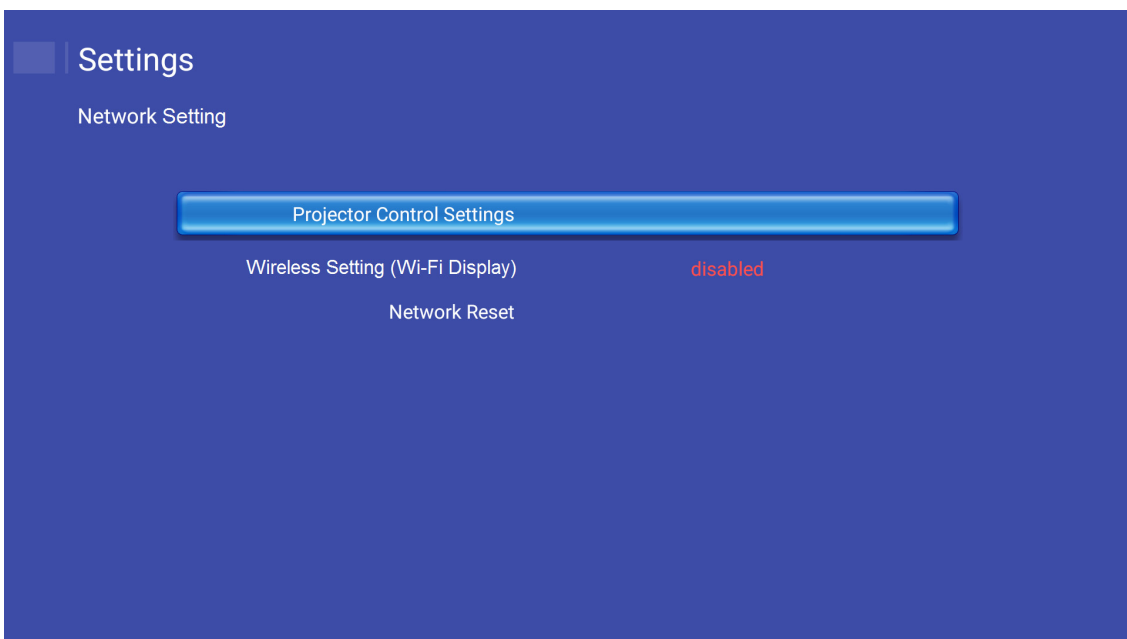 Settings
Network Setting
Projector Control Settings
Wireless Setting (Wi-Fi Display) disabled
Network Reset